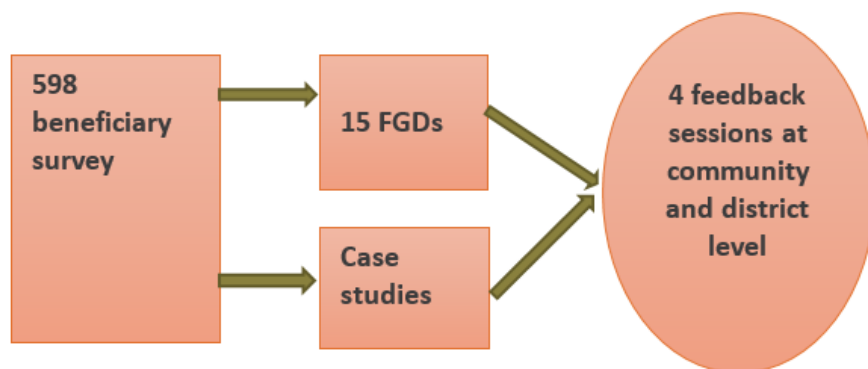 598
beneficiary
survey
15 FGDs
Case
studies
4 feedback
sessions at
community
and district
level